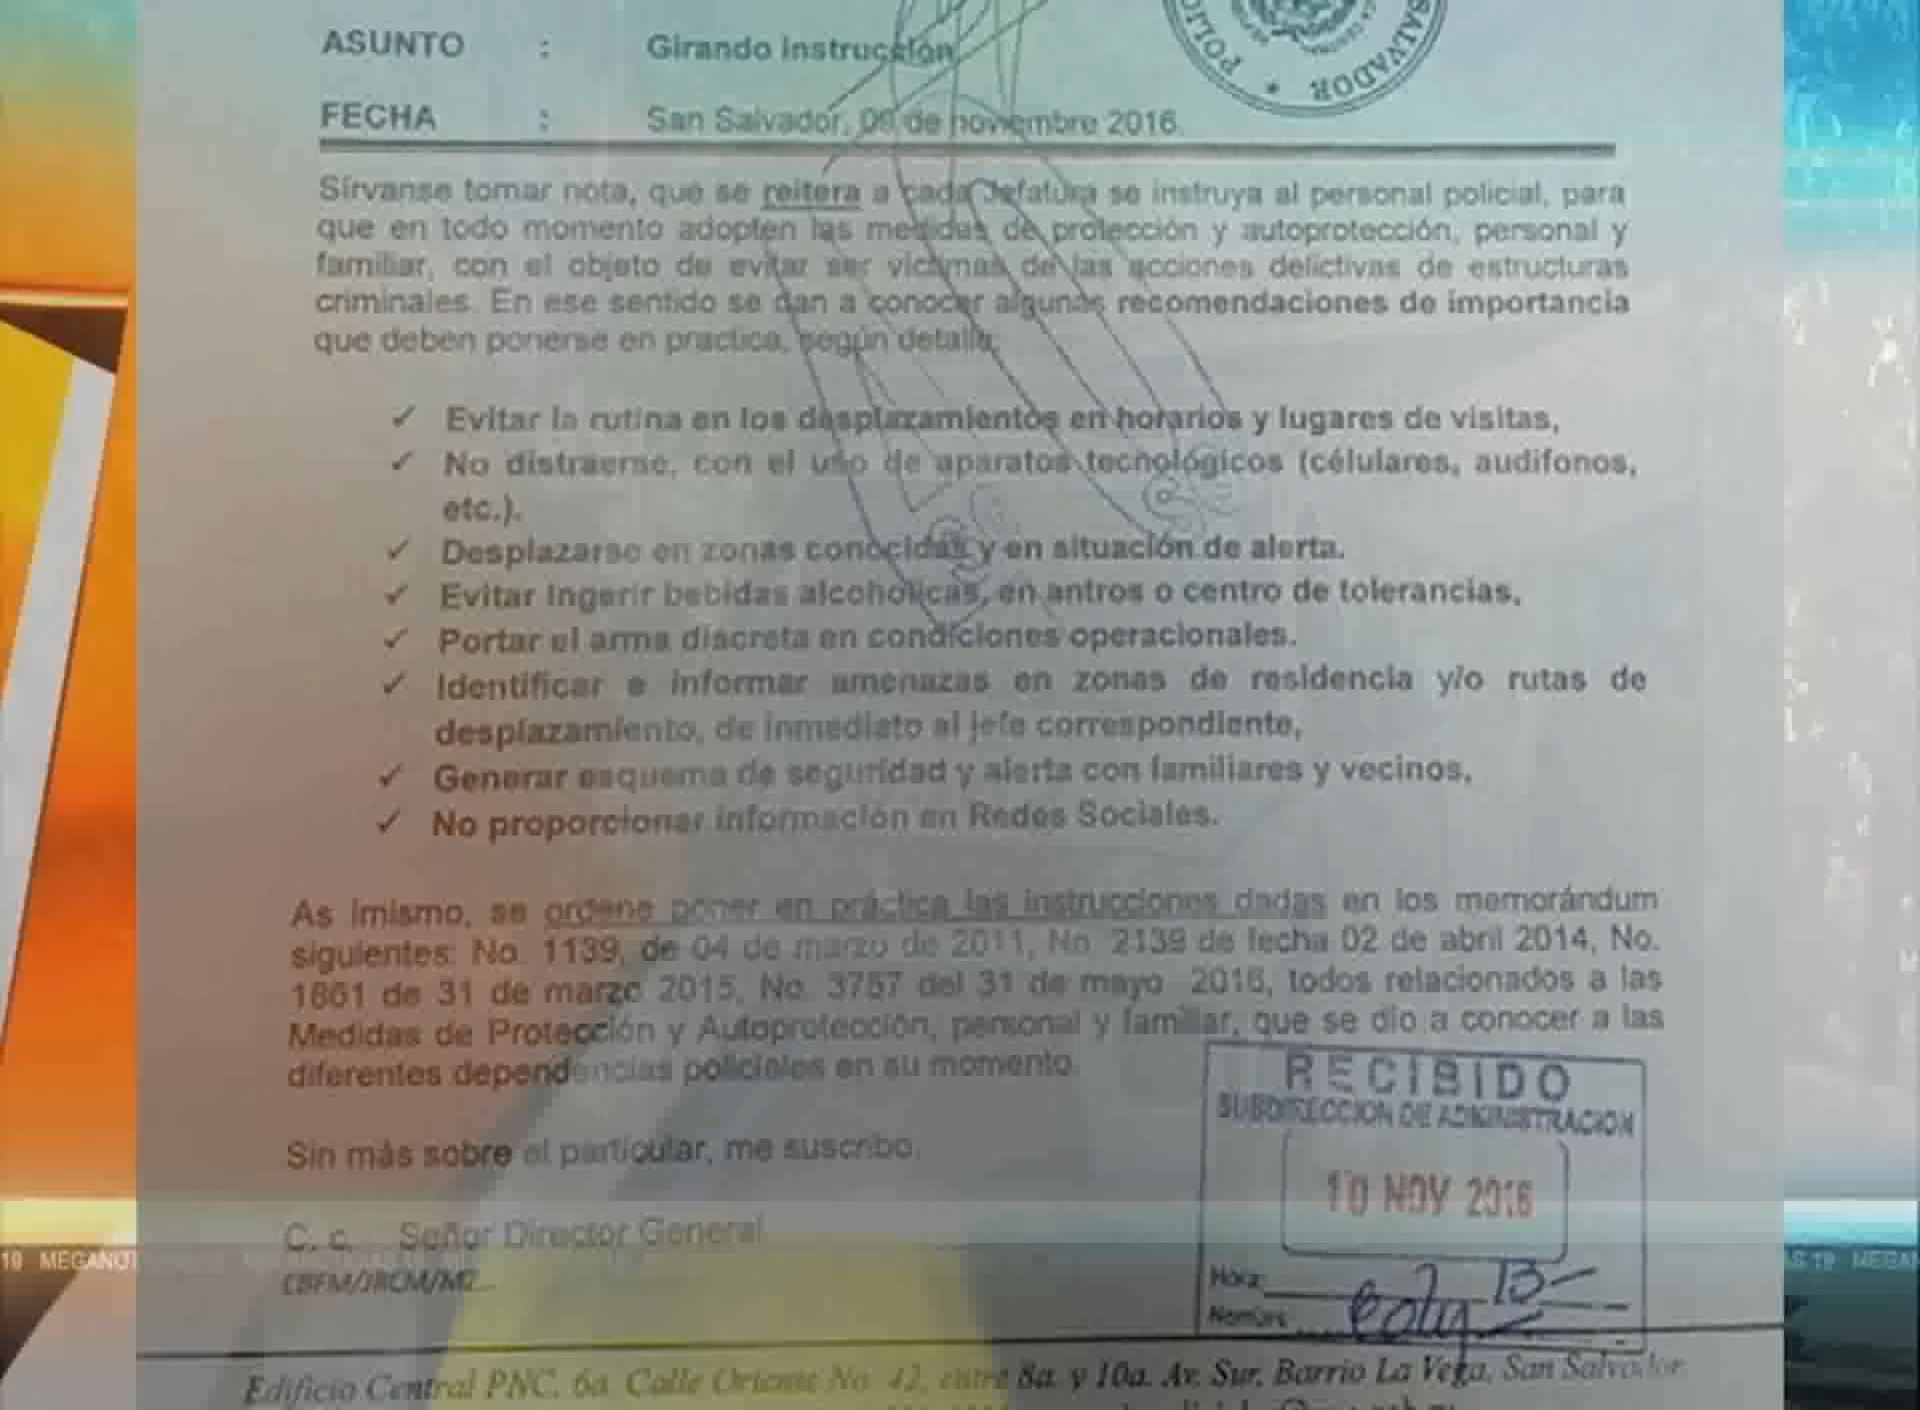 ASUNTO : Girando Instrucción
FECHA : San Salvador, 09 de noviembre 2016.
POLIC
SALVADOR
Sírvanse tomar nota, que se reitera a cada Jefatura se instruya al personal policial, para
que en todo momento adopten las medidas de protección y autoprotección, personal y
familiar, con el objeto de evitar ser víctimas de las acciones delictivas de estructuras
criminales. En ese sentido se dan a conocer algunas recomendaciones de importancia
que deben ponerse en practica, según detalle:
✓ Evitar la rutina en los desplazamientos en horarios y lugares de visitas,
✓ No distraerse, con el uso de aparatos tecnológicos (célulares, audifonos,
etc.).
✓ Desplazarse en zonas conocidas y en situación de alerta.
✓ Evitar Ingerir bebidas alcoholicas, en antros o centro de tolerancias,
✓ Portar el arma discreta en condiciones operacionales.
✓ Identificar e informar amenazas en zonas de residencia y/o rutas de
desplazamiento, de inmediato al jefe correspondiente,
✓ Generar esquema de seguridad y alerta con familiares y vecinos,
✓ No proporcionar información en Redes Sociales.
As imismo, se ordene poner en práctica las instrucciones dadas en los memorándum
siguientes: No. 1139, de 04 de marzo de 2011, No. 2139 de fecha 02 de abril 2014, No.
1861 de 31 de marzo 2015, No. 3757 del 31 de mayo 2016, todos relacionados a las
Medidas de Protección y Autoprotección, personal y familiar, que se dio a conocer a las
diferentes dependencias policiales en su momento.
Sin más sobre el particular, me suscribo.
RECIBIDO
SUBDIRECCION DE ADMINISTRACION
10 NOV 2016
Hora:
Nombre
C. c. Señor Director General
19 MEGANOT
S 19 MEGAN
Edificio Central PNC. 6a. Calle Oriente No. 42, entre 8a. y 10a. Av. Sur, Barrio La Vega, San Salvador.